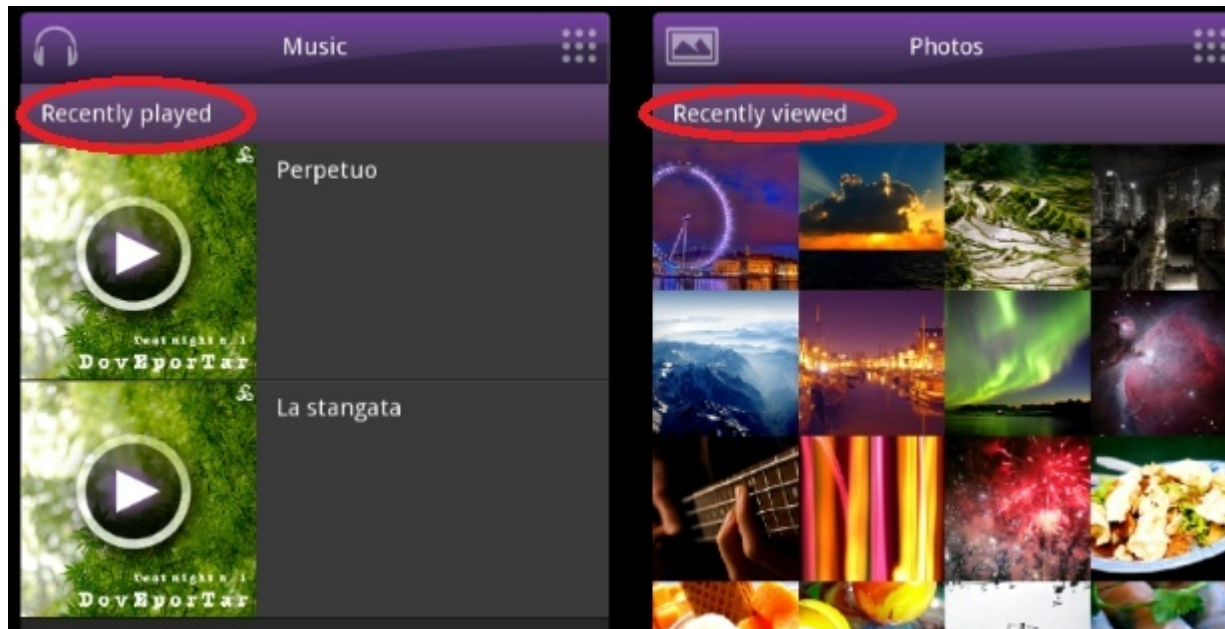 Music
Recently played
Perpetuo
DovEporTar
La stangata
DovEporTar
Photos
Recently viewed